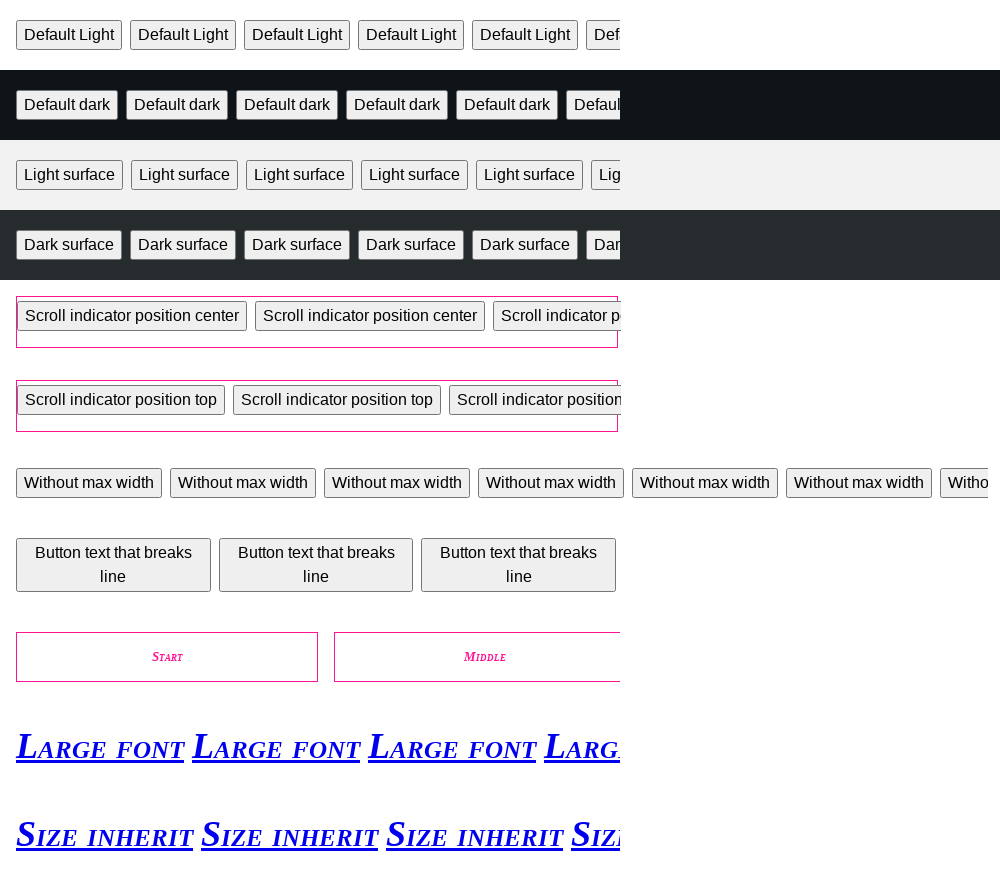 Default Light Default Light Default Light Default Light Default Light Defa
Default dark Default dark Default dark Default dark Default dark Defaul
Light surface Light surface Light surface Light surface Light surface Lig
Dark surface Dark surface Dark surface Dark surface Dark surface Dar
Scroll indicator position center Scroll indicator position center Scroll indicator po
Scroll indicator position top Scroll indicator position top Scroll indicator position
Without max width Without max width Without max width Without max width Without max width Without max width Witho
Button text that breaks Button text that breaks Button text that breaks
line line line
Start Middle
Large font Large font Large font Larg
Size inherit Size inherit Size inherit Siz